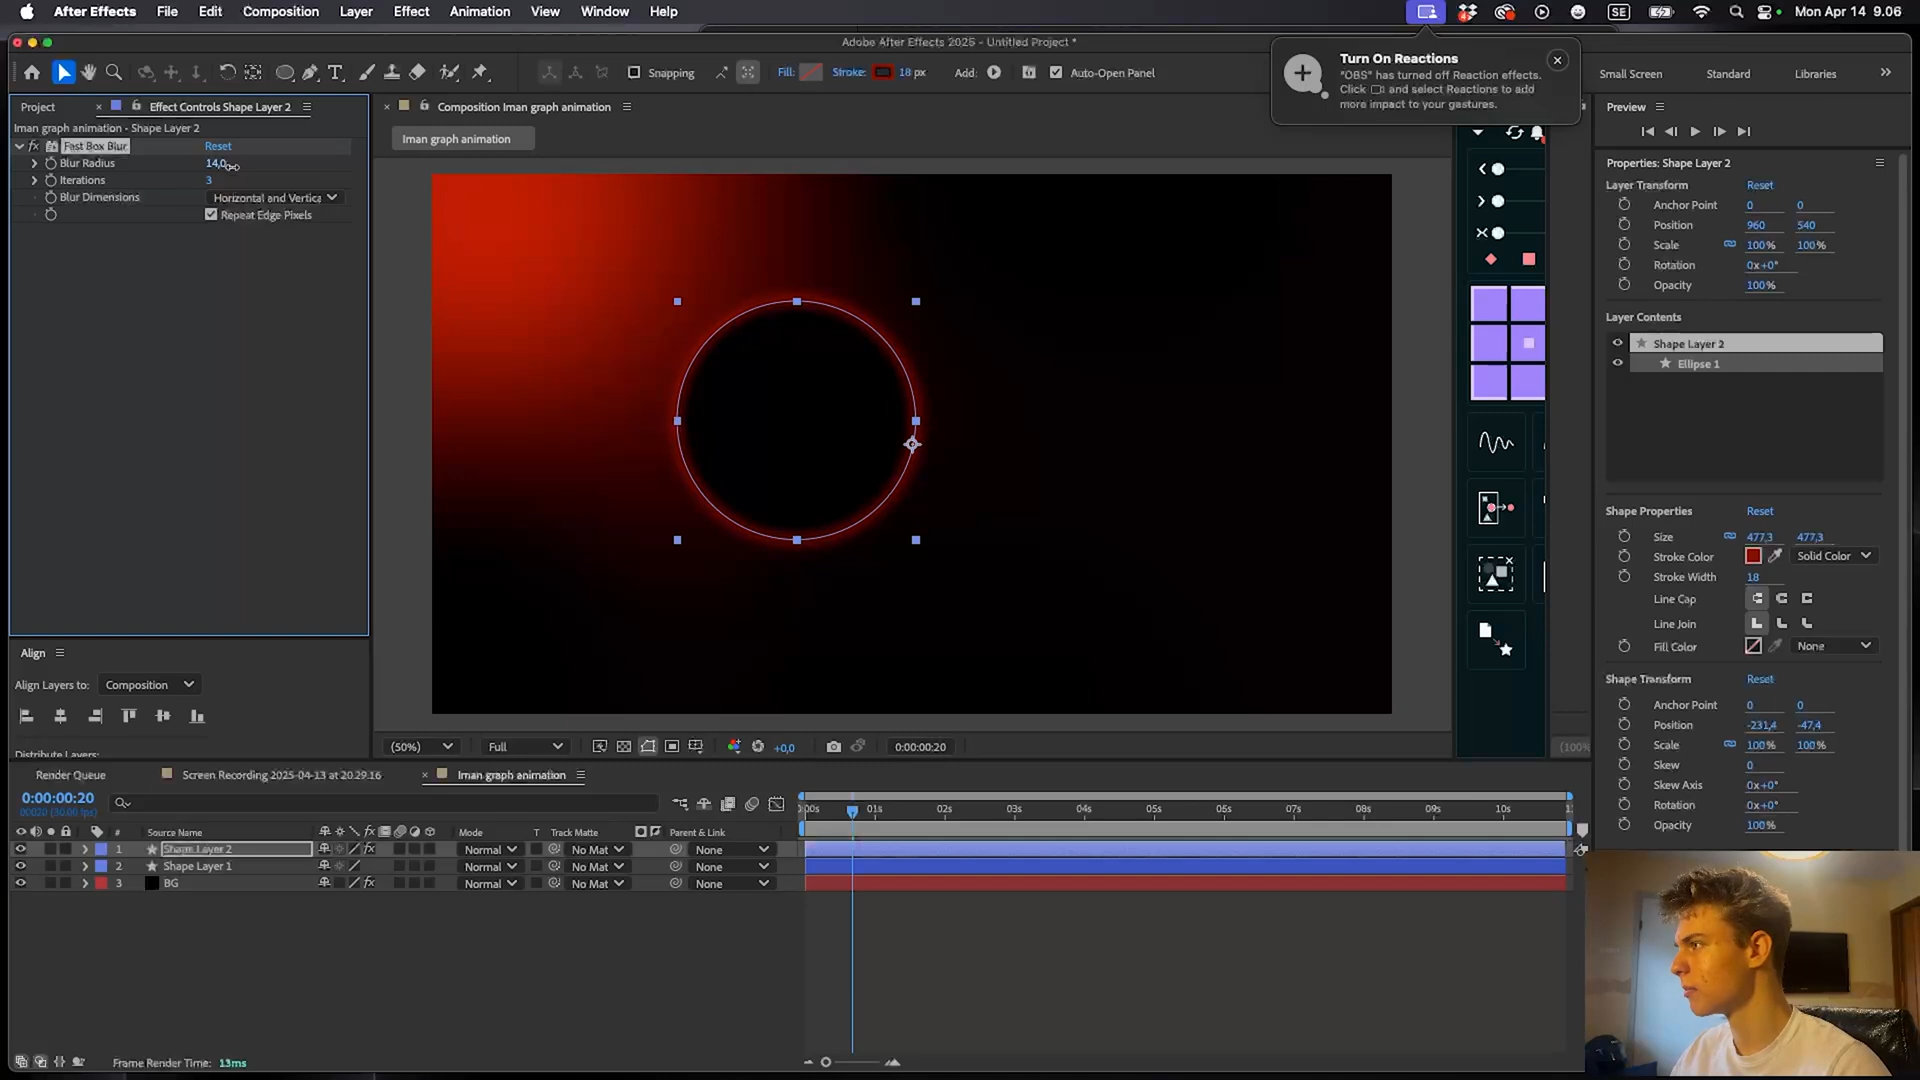 After Effects File Edit Composition Layer Effect Animation View Window Help SE Mon Apr 14 9.06
Adobe After Effects 2025 - Untitled Project *
Snapping Fill: Stroke: 18 px Add: Auto-Open Panel Small Screen Standard Libraries
Turn On Reactions
"OBS" has turned off Reaction effects.
Click and select Reactions to add
more impact to your gestures.
Project Effect Controls Shape Layer 2 Composition Iman graph animation Preview
Iman graph animation • Shape Layer 2
Iman graph animation
fx Fast Box Blur Reset
Blur Radius 14,0
Iterations 3
Blur Dimensions Horizontal and Vertica
Repeat Edge Pixels
Properties: Shape Layer 2
Layer Transform Reset
Anchor Point 0 0
Position 960 540
Scale 100% 100%
Rotation 0x+0°
Opacity 100%
Layer Contents
Shape Layer 2
Ellipse 1
Shape Properties Reset
Size 477,3 477,3
Stroke Color Solid Color
Stroke Width 18
Line Cap
Line Join
Fill Color None
Shape Transform Reset
Anchor Point 0 0
Position -231,4 -47,4
Scale 100% 100%
Skew 0
Skew Axis 0x+0°
Rotation 0x+0°
Opacity 100%
Align
Align Layers to: Composition
Distribute Layers:
(50%) Full +0,0 0:00:00:20 (100%
Render Queue Screen Recording 2025-04-13 at 20.29.16 Iman graph animation
0:00:00:20
00020 (30.00 fps)
:00s 01s 02s 03s 04s 05s 06s 07s 08s 09s 10s
# Source Name fx Mode T Track Matte Parent & Link
1 Shape Layer 2 fx Normal No Mat None
2 Shape Layer 1 Normal No Mat None
3 BG fx Normal No Mat None
Frame Render Time: 13ms